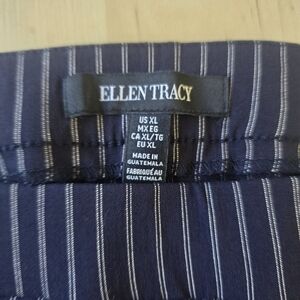 ELLEN TRACY
US XL
MX EG
CA XL/TG
EU XL
MADE IN
GUATEMALA
FABRIQUÉ AU
GUATEMALA